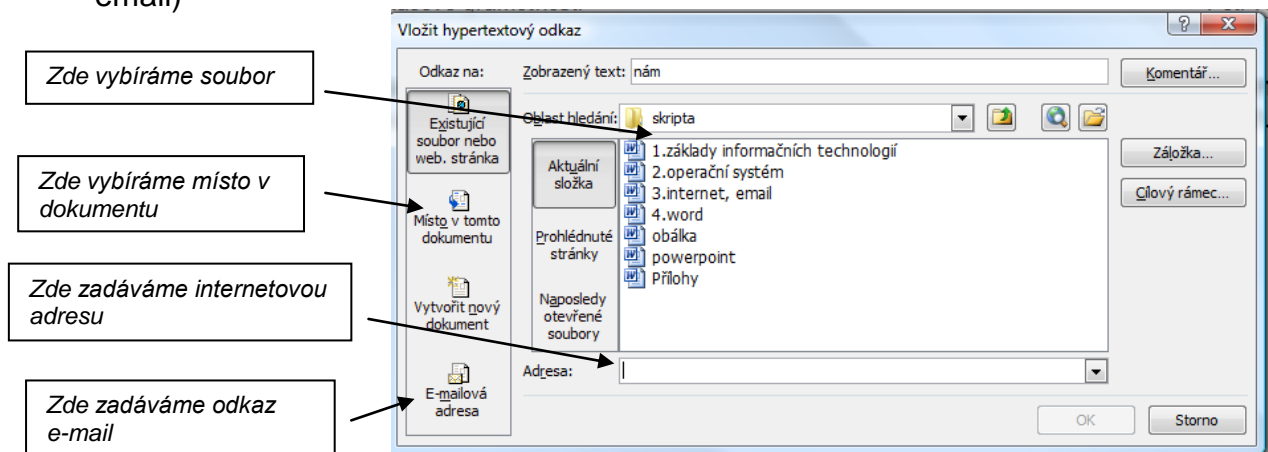 email)
Vložit hypertextový odkaz
Zde vybíráme soubor
Zde vybíráme místo v
dokumentu
Zde zadáváme internetovou
adresu
Zde zadáváme odkaz
e-mail
Odkaz na:
Existující
soubor nebo
web. stránka
Místo v tomto
dokumentu
Vytvořit nový
dokument
E-mailová
adresa
Zobrazený text: nám
Komentář...
Oblast hledání: skripta
Aktuální
složka
Prohlédnuté
stránky
Naposledy
otevřené
soubory
1.základy informačních technologií
2.operační systém
3.internet, email
4.word
obálka
powerpoint
Přílohy
Záložka...
Cílový rámec...
Adresa:
OK
Storno